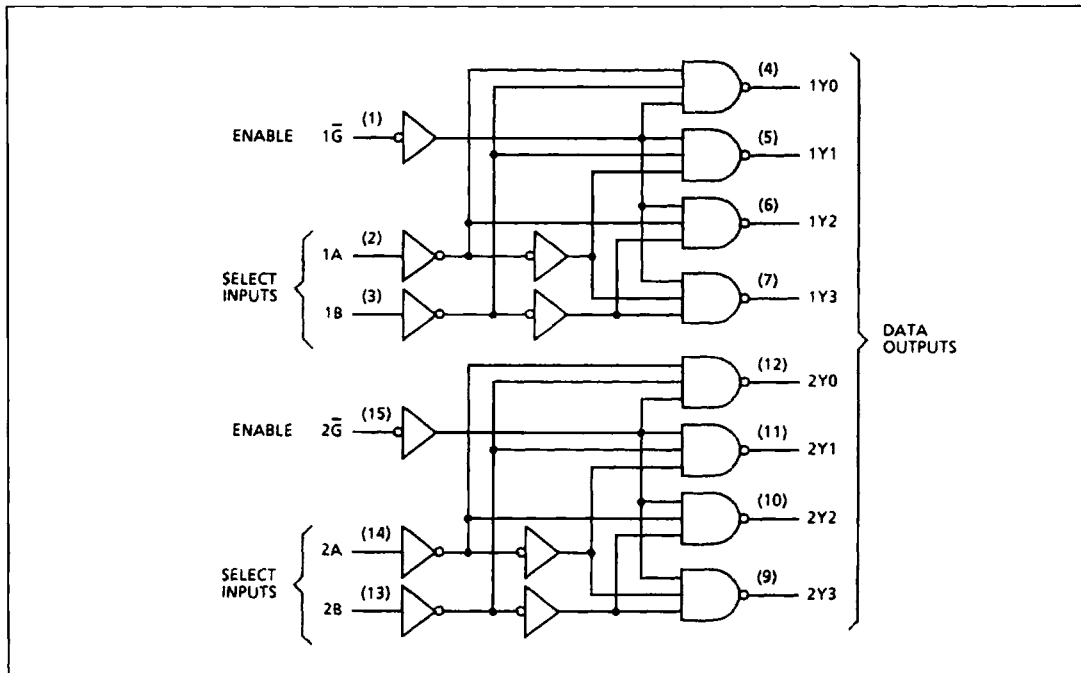 (4) 1Y0
ENABLE 1G̅ (1)
(5) 1Y1
(6) 1Y2
SELECT INPUTS
1A (2)
1B (3)
(7) 1Y3
DATA OUTPUTS
(12) 2Y0
ENABLE 2G̅ (15)
(11) 2Y1
(10) 2Y2
SELECT INPUTS
2A (14)
2B (13)
(9) 2Y3